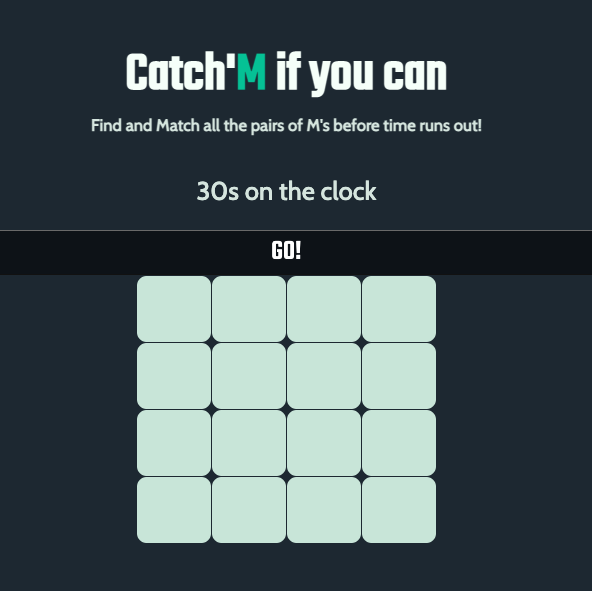 Catch'M if you can
Find and Match all the pairs of M's before time runs out!
30s on the clock
GO!